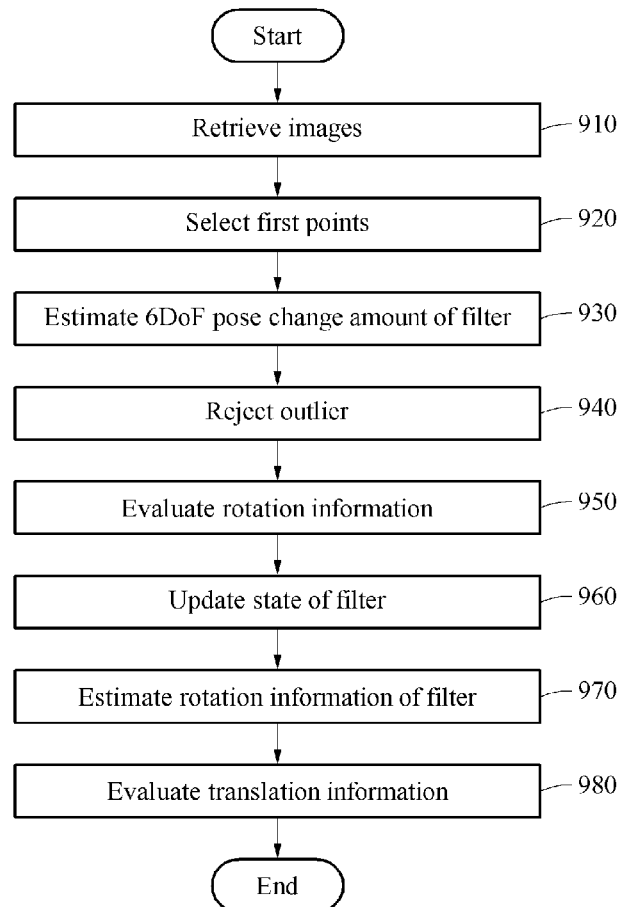 Start
Retrieve images
910
Select first points
920
Estimate 6DoF pose change amount of filter
930
Reject outlier
940
Evaluate rotation information
950
Update state of filter
960
Estimate rotation information of filter
970
Evaluate translation information
980
End